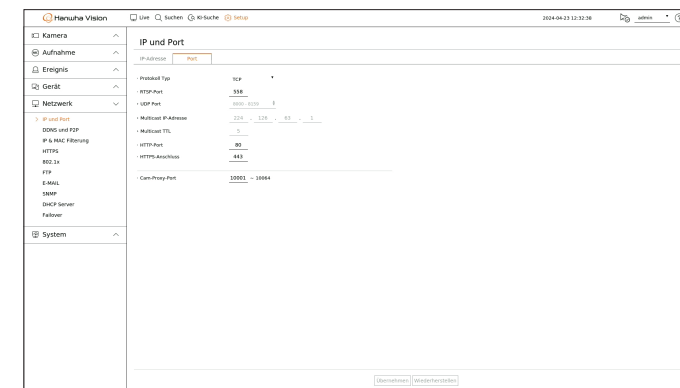 Hanwha Vision
Live Suchen KI-Suche Setup
2024-04-23 12:32:38
admin
Kamera
Aufnahme
Ereignis
Gerät
Netzwerk
IP und Port
DDNS und P2P
IP & MAC Filterung
HTTPS
802.1x
FTP
E-MAIL
SNMP
DHCP Server
Failover
System
IP und Port
IP-Adresse Port
Protokoll Typ TCP
RTSP-Port 558
UDP Port 8000-8159
Multicast IP-Adresse 224 . 126 . 63 . 1
Multicast TTL 5
HTTP-Port 80
HTTPS-Anschluss 443
Cam-Proxy-Port 10001 ~ 10064
Übernehmen Wiederherstellen